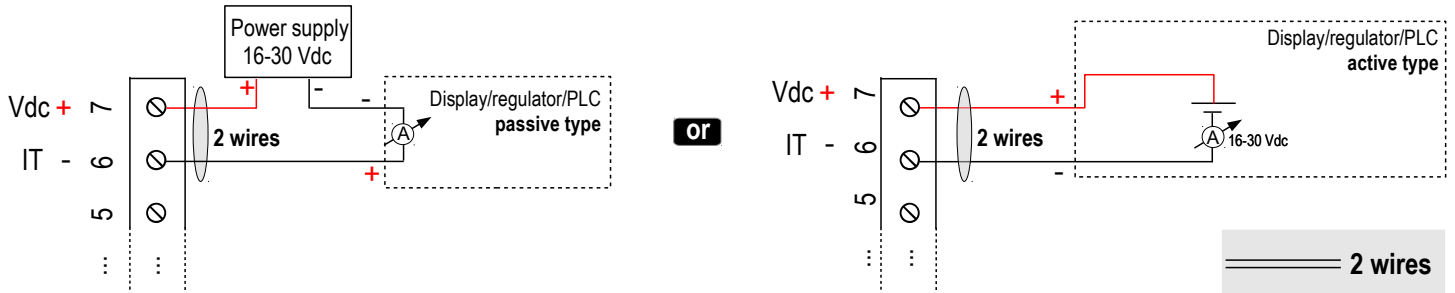 Power supply
16-30 Vdc
+
-
-
Display/regulator/PLC
passive type
Vdc + 7
2 wires
IT - 6
+
5
... ...
or
Display/regulator/PLC
active type
Vdc + 7
+
2 wires
A 16-30 Vdc
IT - 6
-
5
... ...
A
2 wires